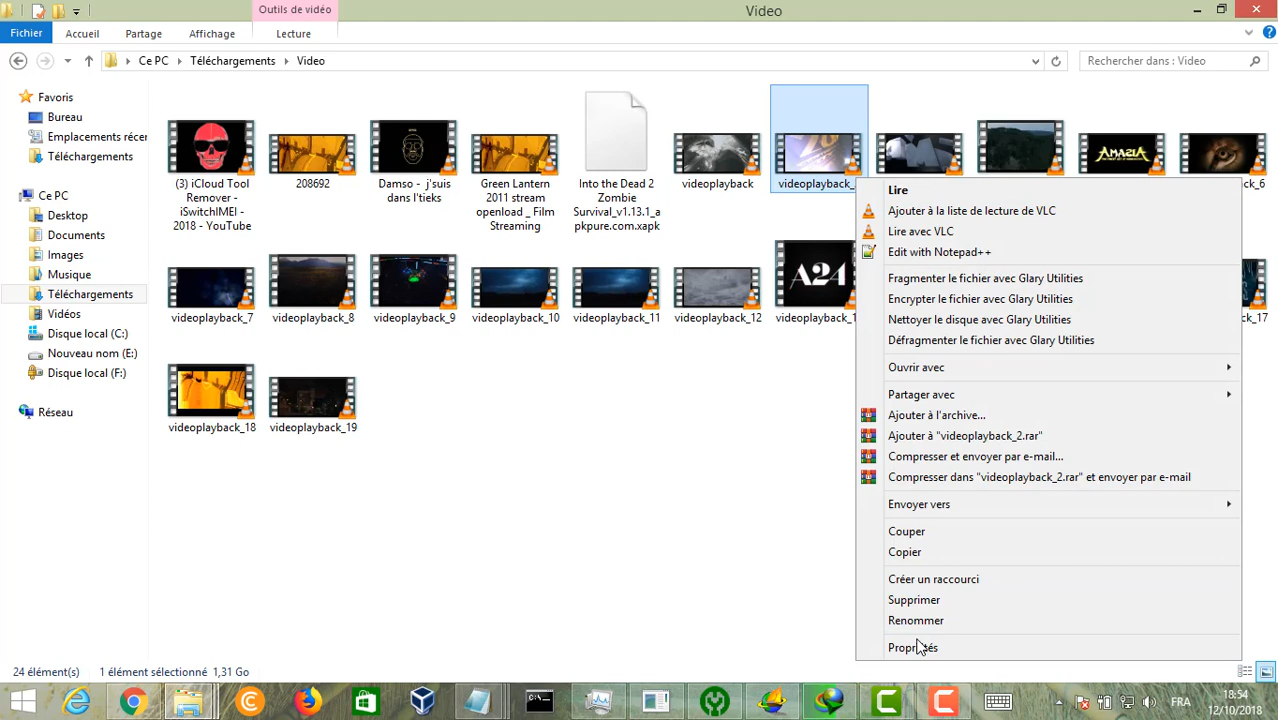 Outils de vidéo
Video
Fichier
Accueil
Partage
Affichage
Lecture
Ce PC
Téléchargements
Video
Rechercher dans : Video
Favoris
Bureau
Emplacements récer
Téléchargements
Ce PC
Desktop
Documents
Images
Musique
Téléchargements
Vidéos
Disque local (C:)
Nouveau nom (E:)
Disque local (F:)
Réseau
(3) iCloud Tool
Remover -
iSwitchIMEI -
2018 - YouTube
208692
Damso - j'suis
dans l'tieks
Green Lantern
2011 stream
openload _ Film
Streaming
Into the Dead 2
Zombie
Survival_v1.13.1_a
pkpure.com.xapk
videoplayback
videoplayback_
AMAZIA
_6
videoplayback_7
videoplayback_8
videoplayback_9
videoplayback_10
videoplayback_11
videoplayback_12
A24
videoplayback_1
_17
videoplayback_18
videoplayback_19
Lire
Ajouter à la liste de lecture de VLC
Lire avec VLC
Edit with Notepad++
Fragmenter le fichier avec Glary Utilities
Encrypter le fichier avec Glary Utilities
Nettoyer le disque avec Glary Utilities
Défragmenter le fichier avec Glary Utilities
Ouvrir avec
Partager avec
Ajouter à l'archive...
Ajouter à "videoplayback_2.rar"
Compresser et envoyer par e-mail...
Compresser dans "videoplayback_2.rar" et envoyer par e-mail
Envoyer vers
Couper
Copier
Créer un raccourci
Supprimer
Renommer
Propriétés
24 élément(s)
1 élément sélectionné
1,31 Go
FRA
18:54
12/10/2018